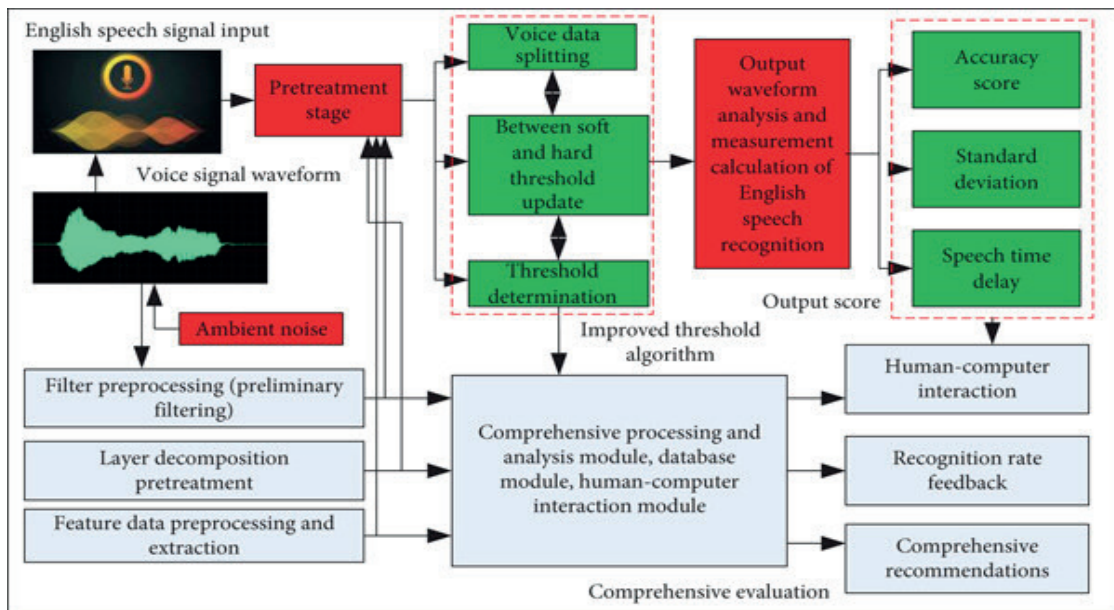 English speech signal input
Pretreatment
stage
Voice signal waveform
Ambient noise
Filter preprocessing (preliminary
filtering)
Layer decomposition
pretreatment
Feature data preprocessing and
extraction
Voice data
splitting
Between soft
and hard
threshold
update
Threshold
determination
Improved threshold
algorithm
Output
waveform
analysis and
measurement
calculation of
English
speech
recognition
Accuracy
score
Standard
deviation
Speech time
delay
Output score
Comprehensive processing and
analysis module, database
module, human-computer
interaction module
Human-computer
interaction
Recognition rate
feedback
Comprehensive
recommendations
Comprehensive evaluation